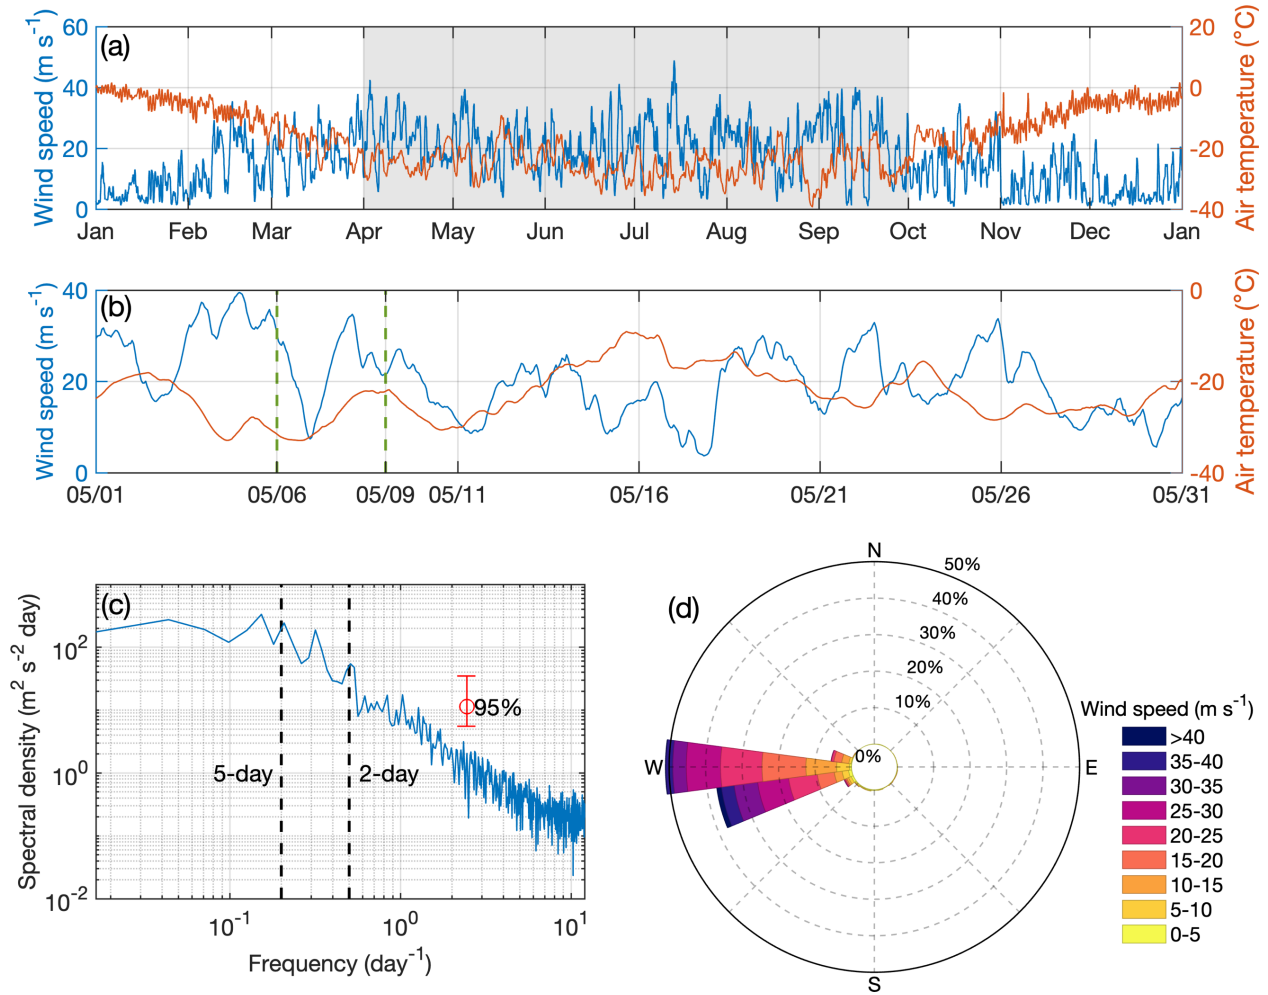 (a)
Wind speed (m s-1)
60
40
20
0
Air temperature (°C)
20
0
-20
-40
Jan Feb Mar Apr May Jun Jul Aug Sep Oct Nov Dec Jan
(b)
Wind speed (m s-1)
40
20
0
Air temperature (°C)
0
-20
-40
05/01 05/06 05/09 05/11 05/16 05/21 05/26 05/31
(c)
Spectral density (m2 s-2 day)
10^2
10^0
10^-2
95%
5-day
2-day
10^-1 10^0 10^1
Frequency (day-1)
(d)
N
50%
40%
30%
20%
10%
0%
W
E
S
Wind speed (m s-1)
>40
35-40
30-35
25-30
20-25
15-20
10-15
5-10
0-5